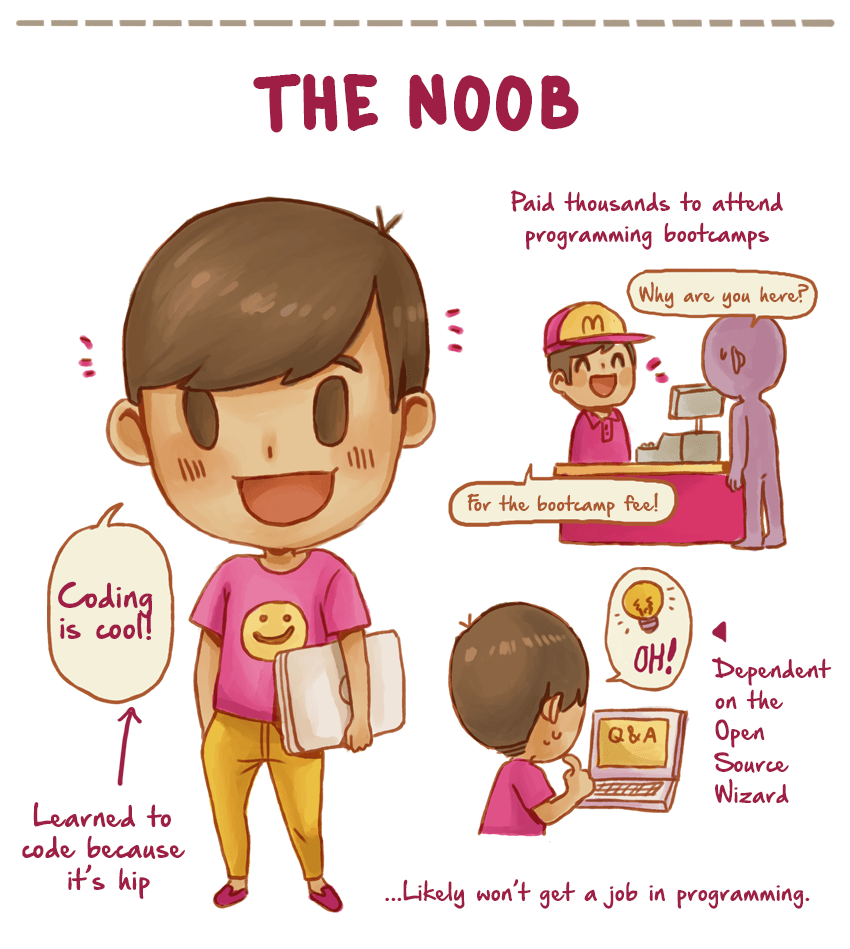 THE NOOB
Paid thousands to attend
programming bootcamps
Why are you here?
M
For the bootcamp fee!
Coding
is cool!
OH!
Q&A
Dependent
on the
Open
Source
Wizard
Learned to
code because
it's hip
...Likely won't get a job in programming.